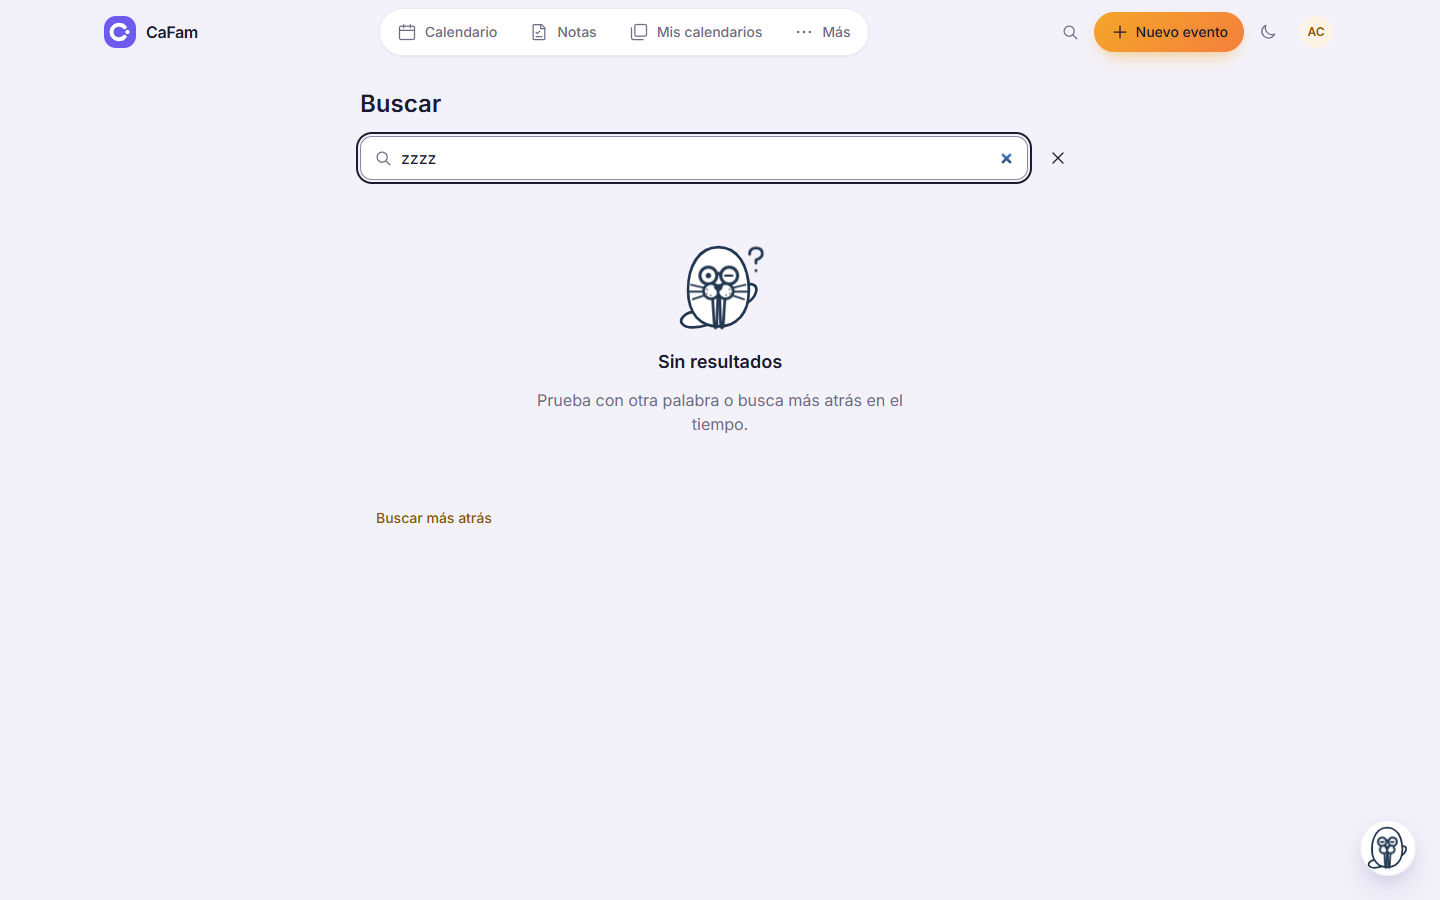 CaFam
Calendario
Notas
Mis calendarios
Más
Nuevo evento
AC
Buscar
zzzz
?
Sin resultados
Prueba con otra palabra o busca más atrás en el
tiempo.
Buscar más atrás